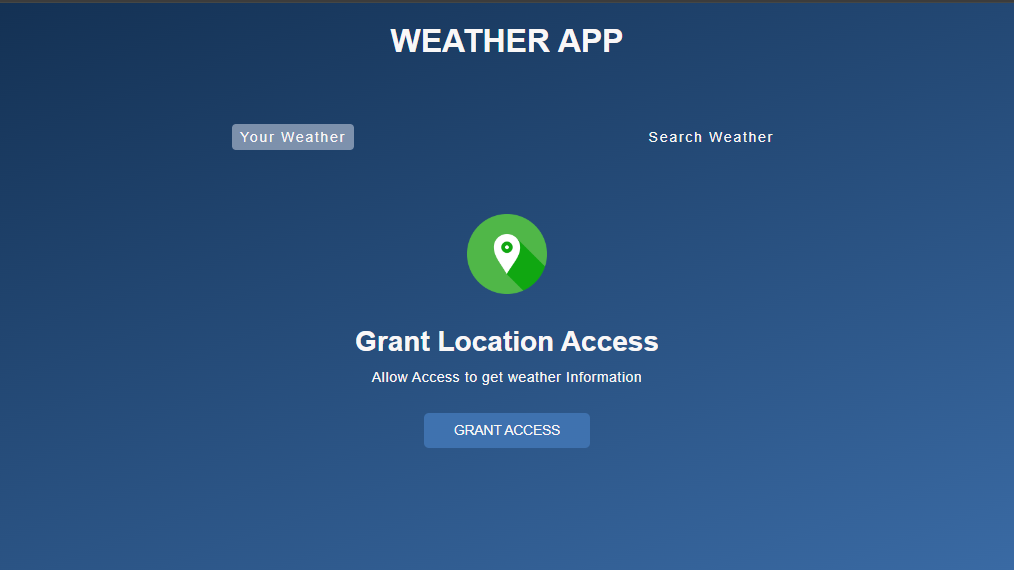 WEATHER APP
Your Weather
Search Weather
Grant Location Access
Allow Access to get weather Information
GRANT ACCESS